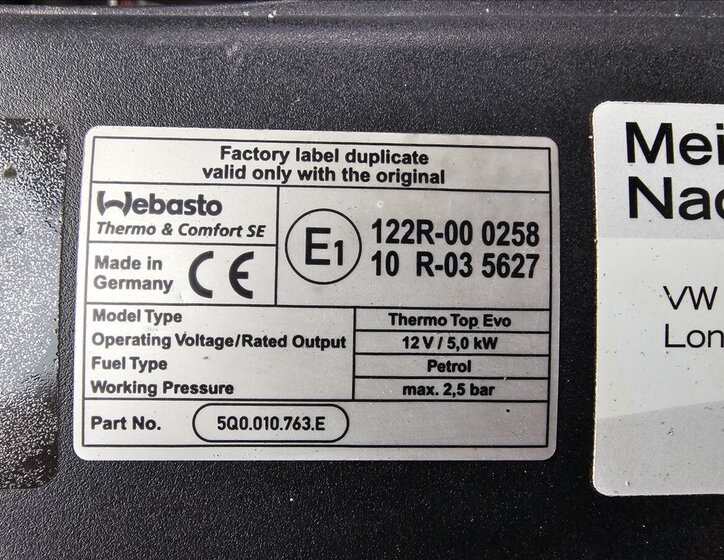 Factory label duplicate
valid only with the original
Webasto
Thermo & Comfort SE
Made in
Germany
CE
E1
122R-00 0258
10 R-03 5627
Model Type
Thermo Top Evo
Operating Voltage/Rated Output
12 V / 5,0 kW
Fuel Type
Petrol
Working Pressure
max. 2,5 bar
Part No.
5Q0.010.763.E
Mei
Nac
VW
Lon